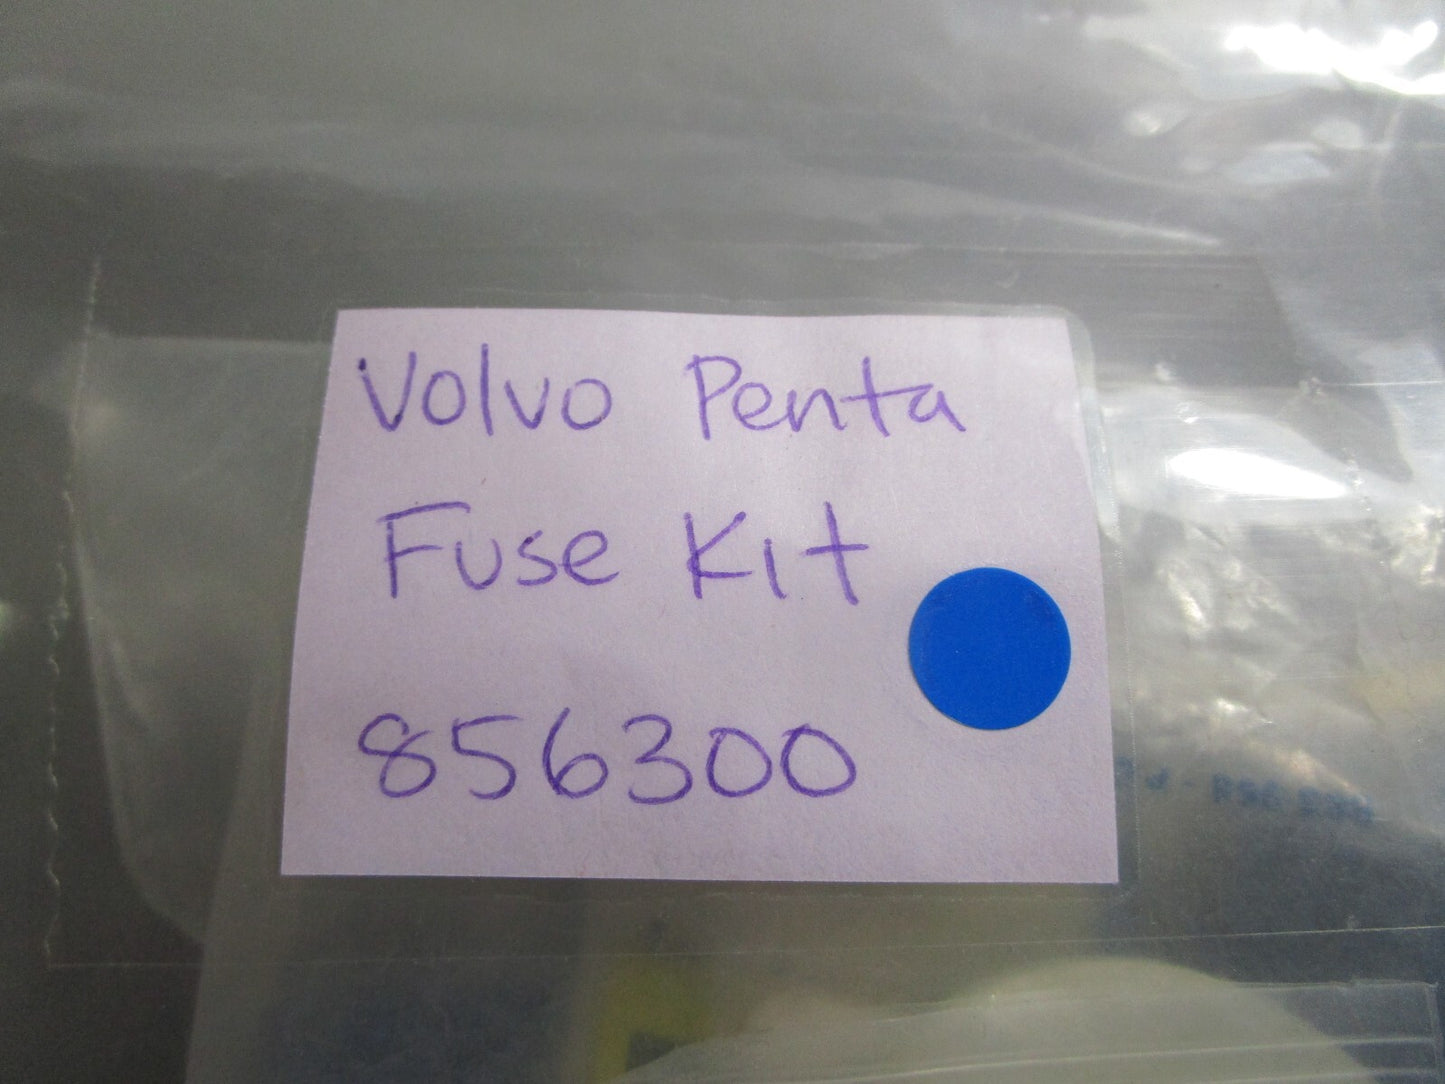 Volvo Penta
Fuse Kit
856300